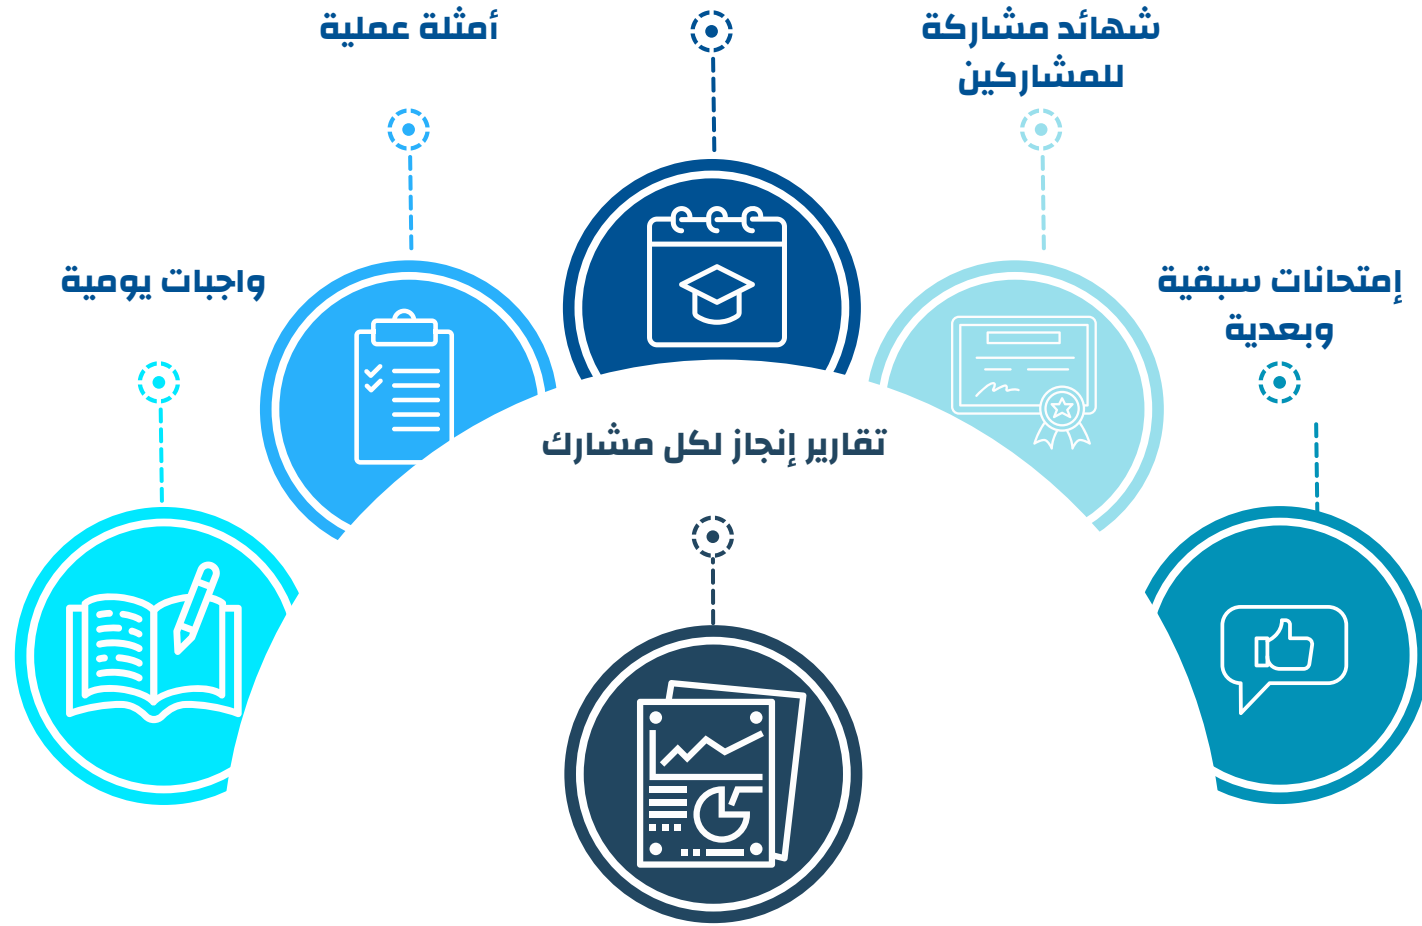 شهائد مشاركة
للمشاركين
أمثلة عملية
إمتحانات سبقية
وبعدية
واجبات يومية
تقارير إنجاز لكل مشارك